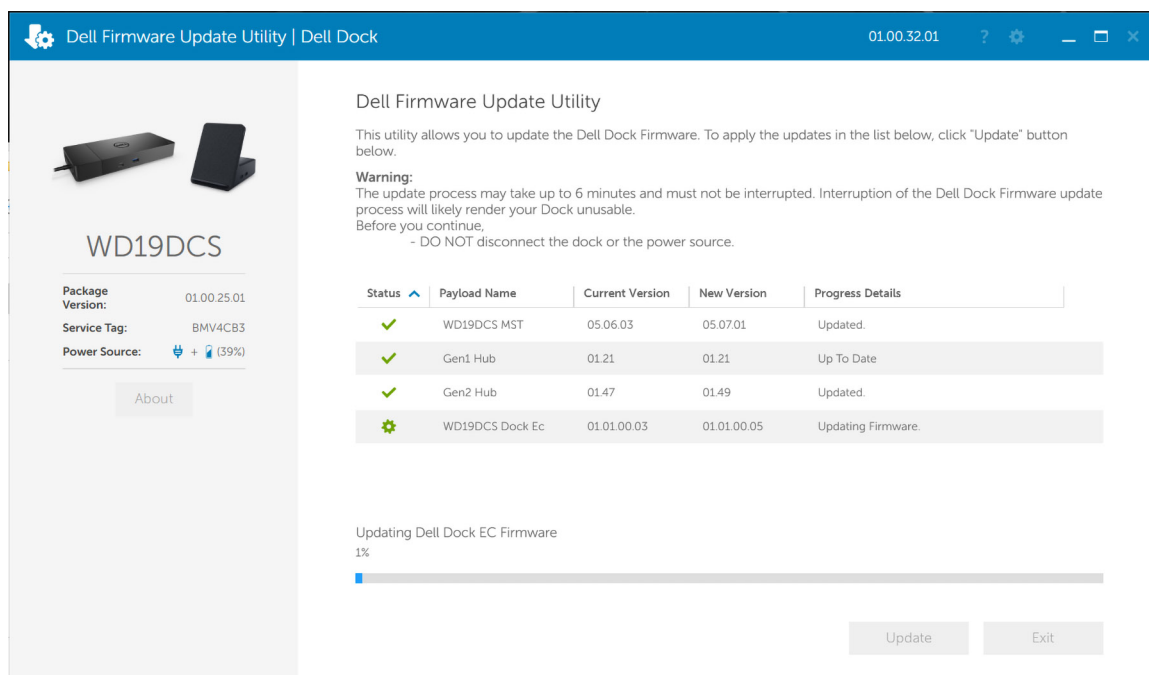 Dell Firmware Update Utility | Dell Dock
01.00.32.01
?
WD19DCS
Package Version:
01.00.25.01
Service Tag:
BMV4CB3
Power Source:
+ (39%)
About
Dell Firmware Update Utility
This utility allows you to update the Dell Dock Firmware. To apply the updates in the list below, click "Update" button
below.
Warning:
The update process may take up to 6 minutes and must not be interrupted. Interruption of the Dell Dock Firmware update
process will likely render your Dock unusable.
Before you continue,
- DO NOT disconnect the dock or the power source.
Status Payload Name Current Version New Version Progress Details
WD19DCS MST 05.06.03 05.07.01 Updated.
Gen1 Hub 01.21 01.21 Up To Date
Gen2 Hub 01.47 01.49 Updated.
WD19DCS Dock Ec 01.01.00.03 01.01.00.05 Updating Firmware.
Updating Dell Dock EC Firmware
1%
Update
Exit